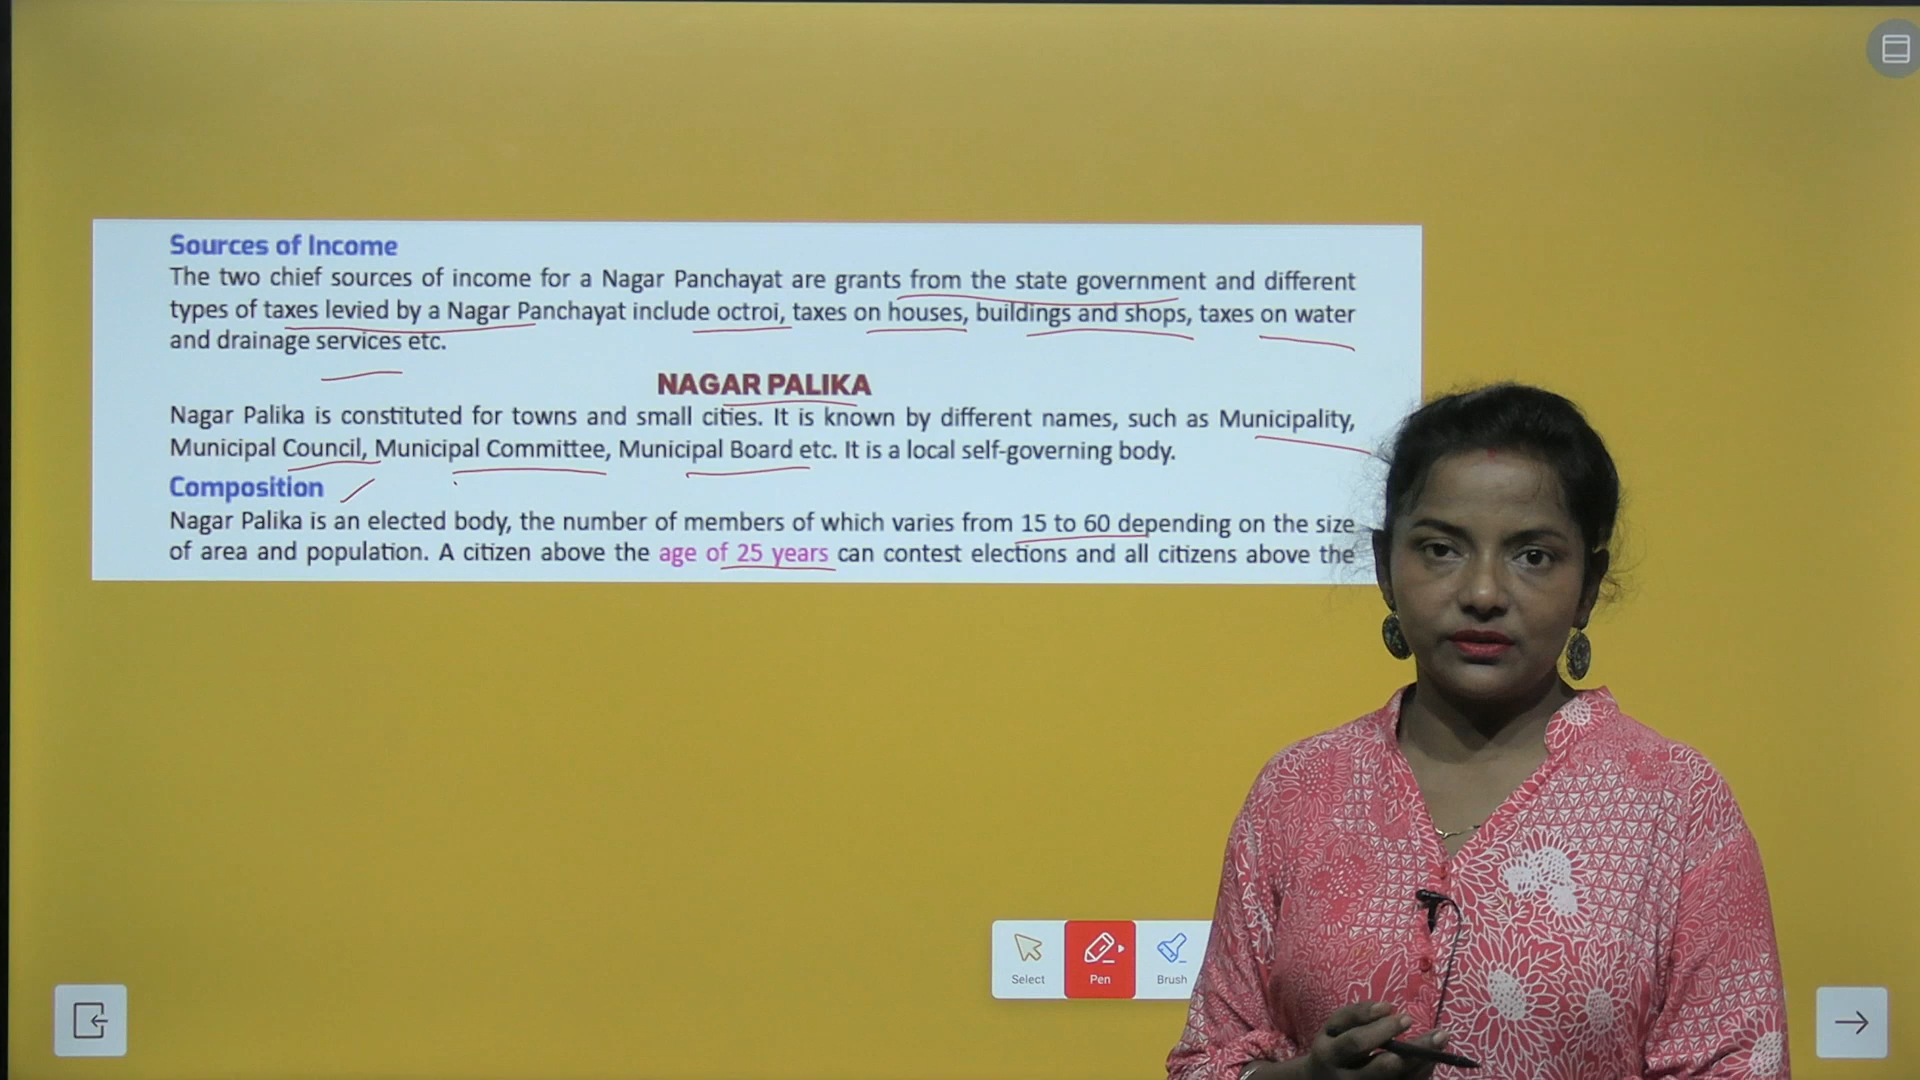 Sources of Income
The two chief sources of income for a Nagar Panchayat are grants from the state government and different
types of taxes levied by a Nagar Panchayat include octroi, taxes on houses, buildings and shops, taxes on water
and drainage services etc.
NAGAR PALIKA
Nagar Palika is constituted for towns and small cities. It is known by different names, such as Municipality,
Municipal Council, Municipal Committee, Municipal Board etc. It is a local self-governing body.
Composition
Nagar Palika is an elected body, the number of members of which varies from 15 to 60 depending on the size
of area and population. A citizen above the age of 25 years can contest elections and all citizens above the
Select Pen Brush